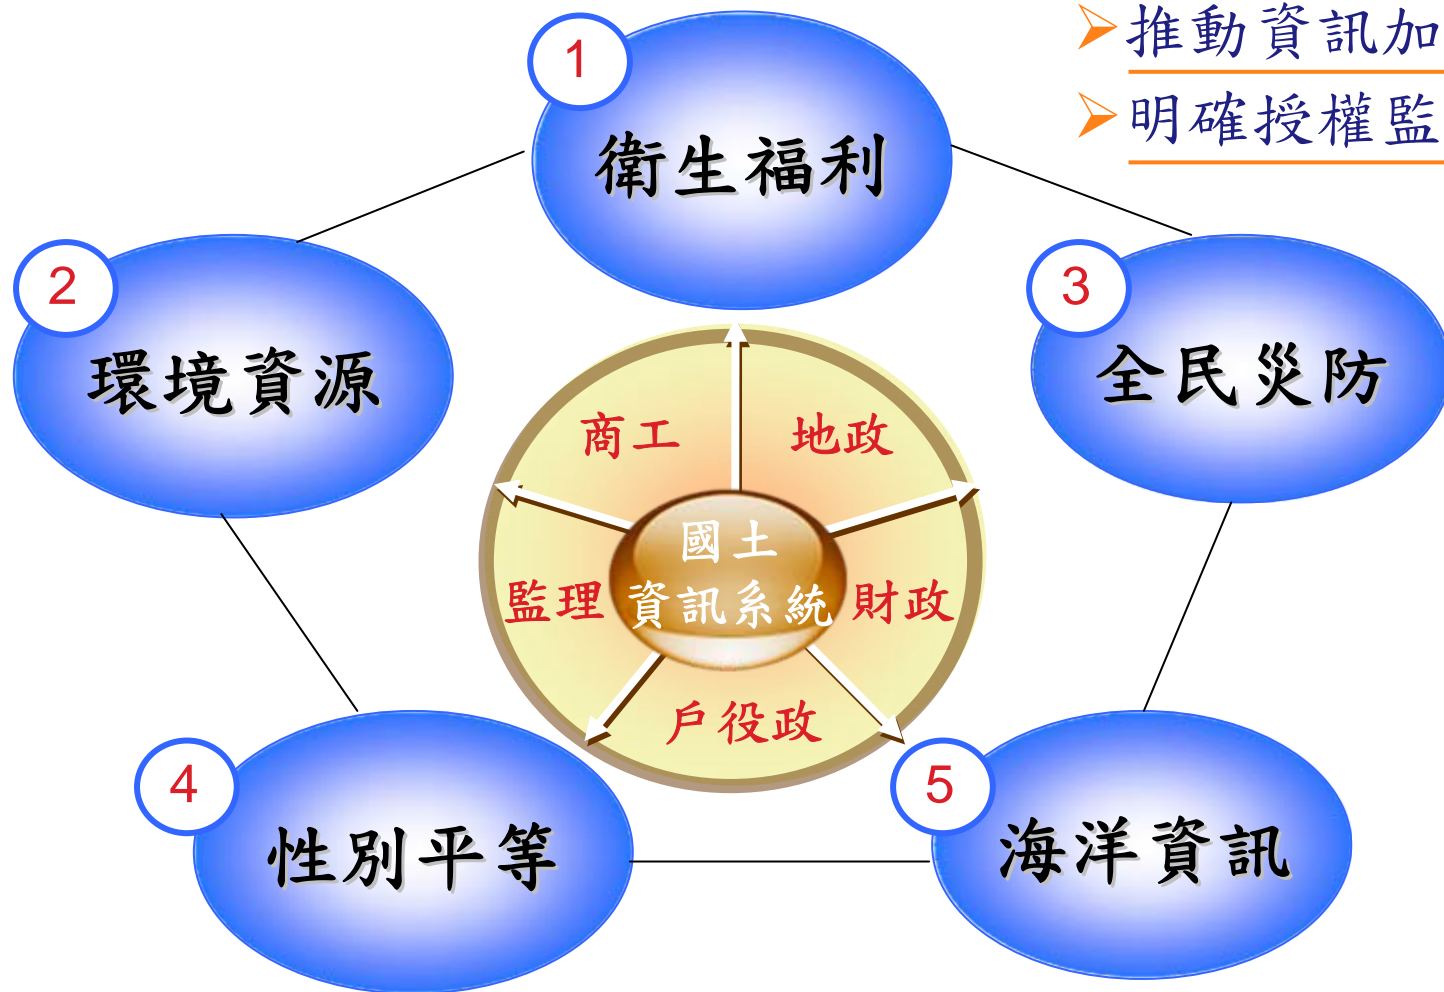 推動資訊加
明確授權監
1
衛生福利
2
環境資源
3
全民災防
商工
地政
國土
資訊系統
監理
財政
戶役政
4
性別平等
5
海洋資訊